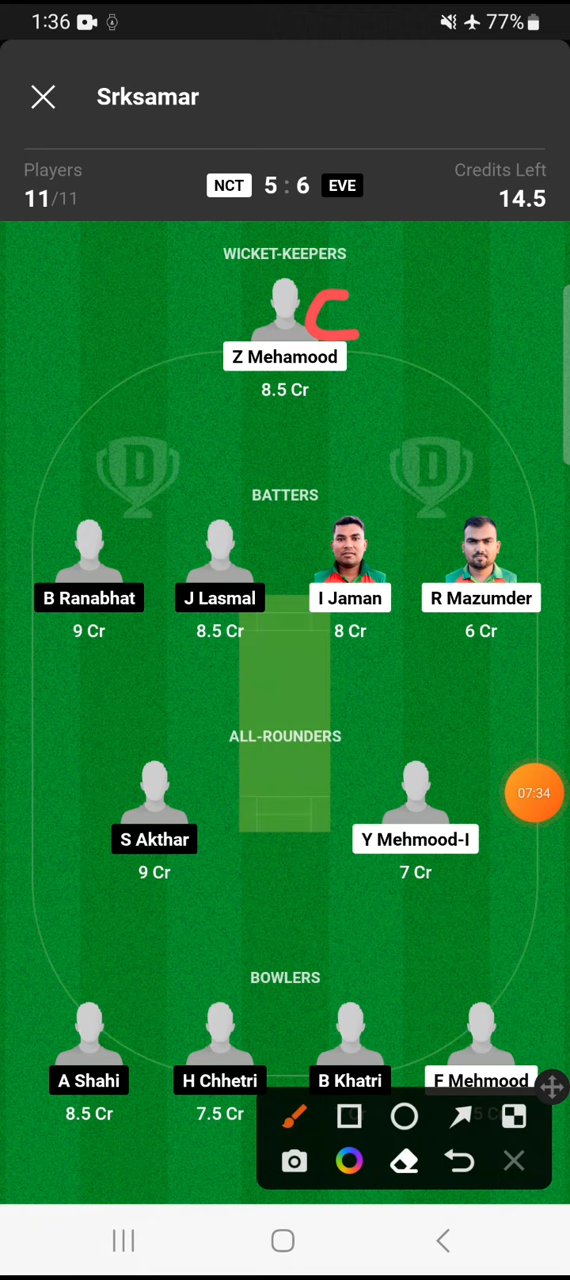 1:36 77%
Srksamar
Players Credits Left
11/11 NCT 5 : 6 EVE 14.5
WICKET-KEEPERS
C
Z Mehamood
8.5 Cr
D D
BATTERS
B Ranabhat J Lasmal I Jaman R Mazumder
9 Cr 8.5 Cr 8 Cr 6 Cr
ALL-ROUNDERS
07:34
S Akthar Y Mehmood-I
9 Cr 7 Cr
BOWLERS
A Shahi H Chhetri B Khatri F Mehmood
8.5 Cr 7.5 Cr